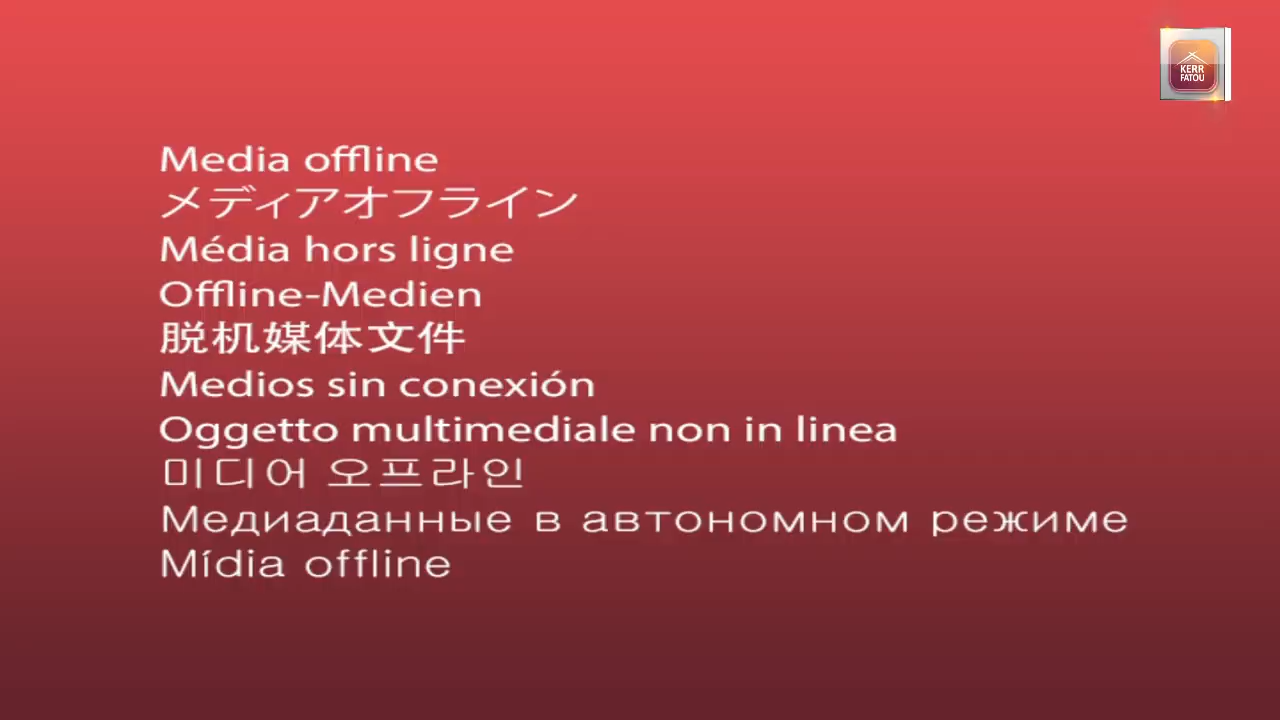 KERR
FATOU
Media offline
メディアオフライン
Média hors ligne
Offline-Medien
脱机媒体文件
Medios sin conexión
Oggetto multimediale non in linea
미디어 오프라인
Медиаданные в автономном режиме
Mídia offline